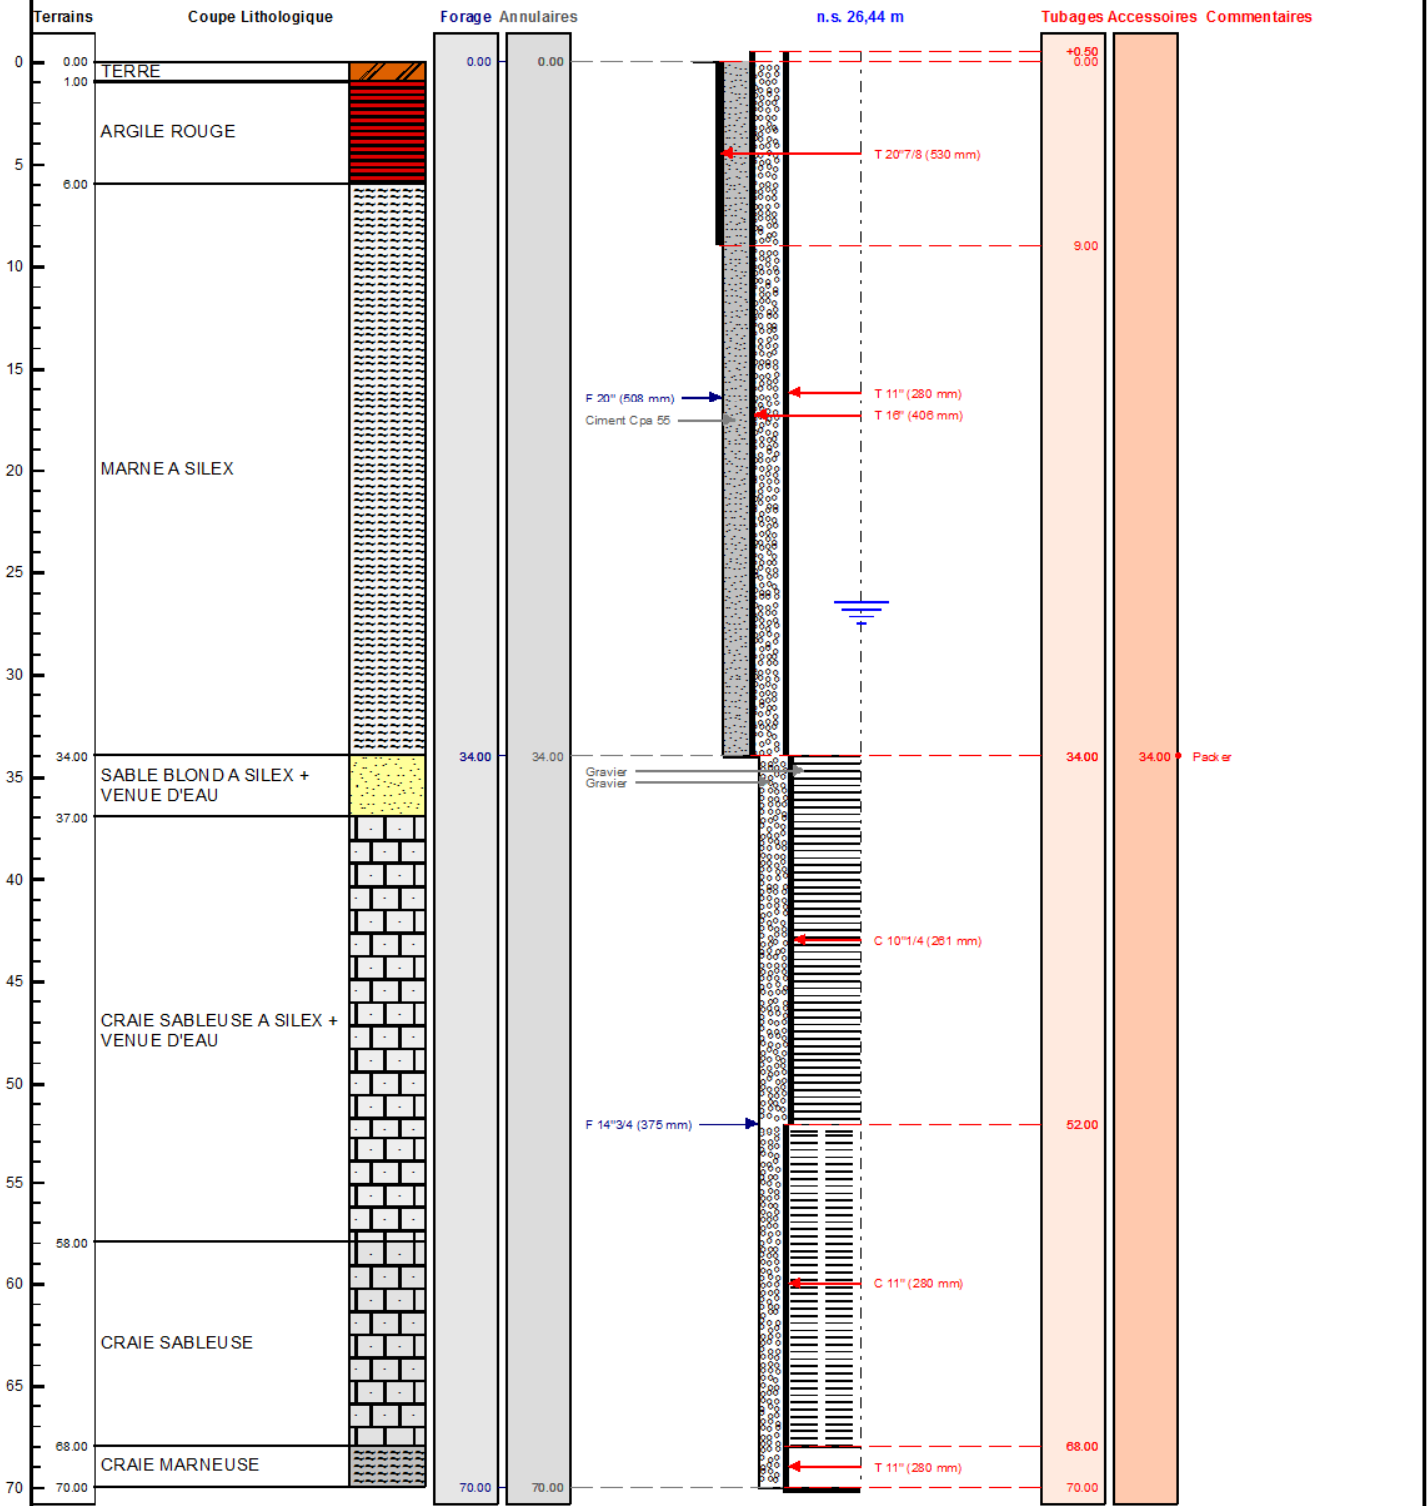 Terrains Coupe Lithologique Forage Annulaires n.s. 26,44 m Tubages Accessoires Commentaires
+0.50
0 0.00 0.00 0.00 0.00
TERRE
1.00
ARGILE ROUGE
T 20"7/8 (530 mm)
5
6.00
9.00
10
15
F 20" (508 mm) T 11" (280 mm)
Ciment Cpa 55 T 16" (406 mm)
20 MARNE A SILEX
25
30
34.00 34.00 34.00 34.00 34.00 Packer
35 SABLE BLOND A SILEX +
VENUE D'EAU
Gravier
Gravier
37.00
40
C 10"1/4 (261 mm)
45
CRAIE SABLEUSE A SILEX +
VENUE D'EAU
50
F 14"3/4 (375 mm) 52.00
55
58.00
60 C 11" (280 mm)
CRAIE SABLEUSE
65
68.00 68.00
CRAIE MARNEUSE T 11" (280 mm)
70 70.00 70.00 70.00 70.00